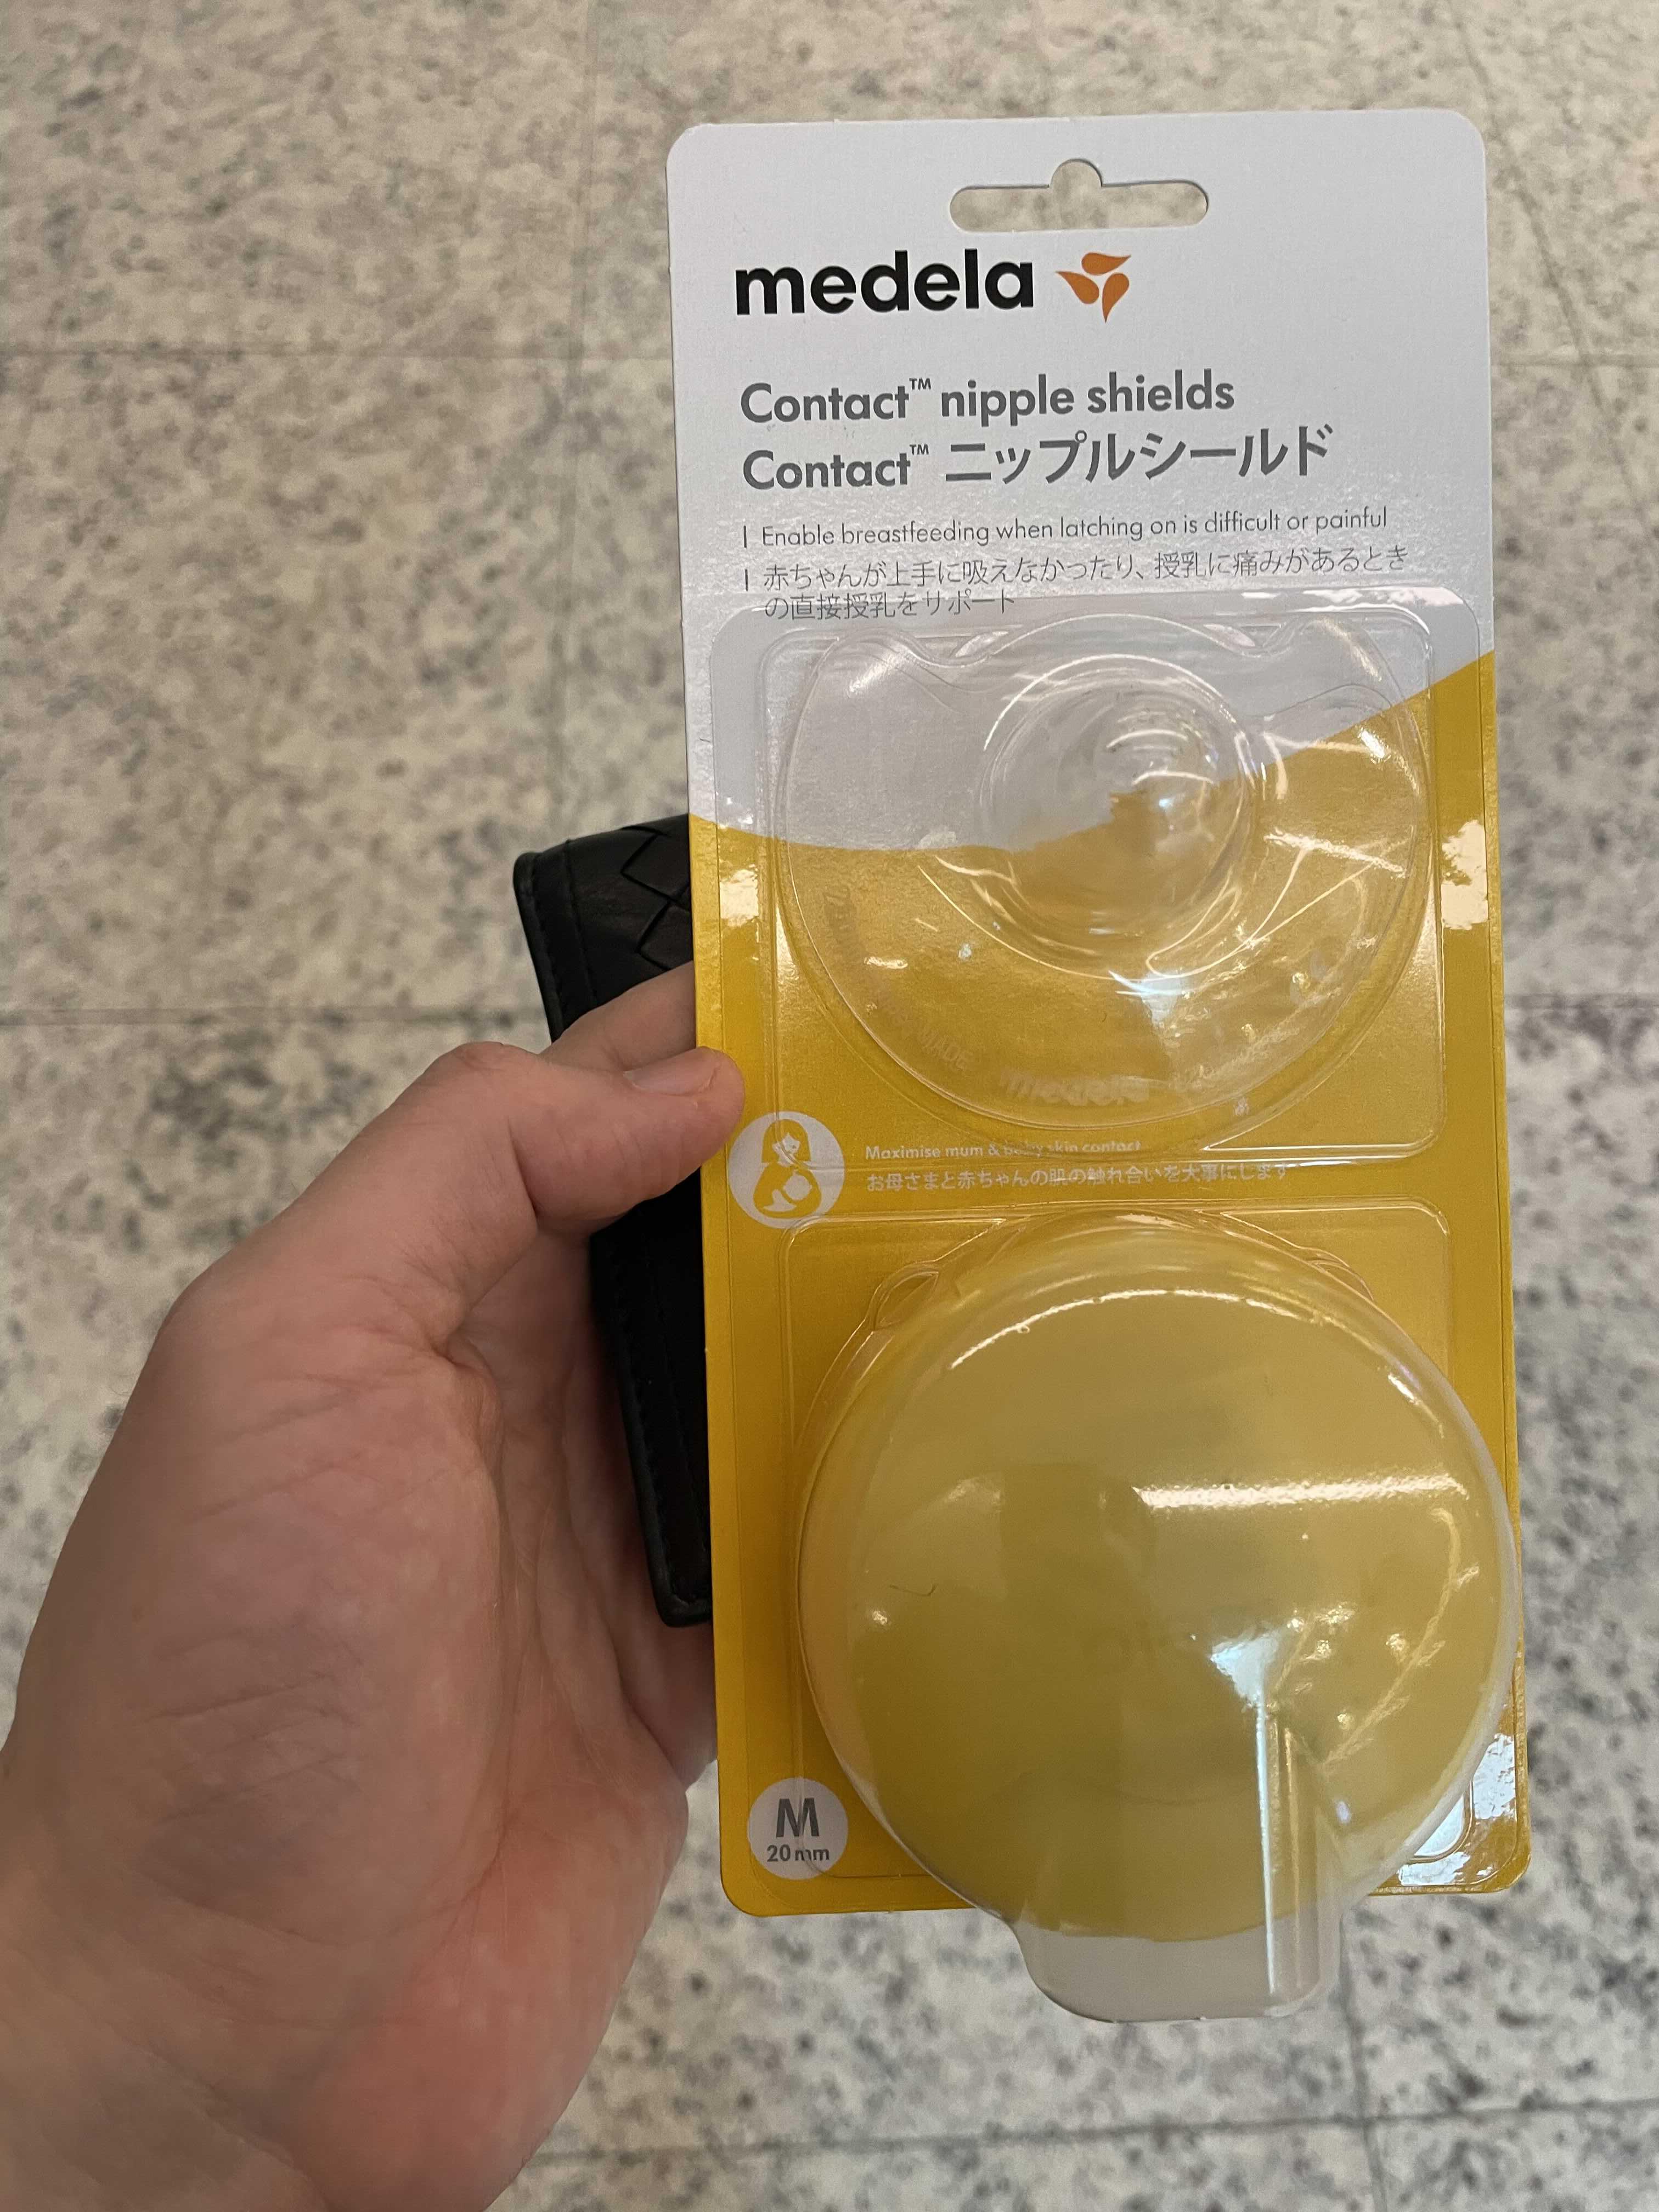 medela
Contact™ nipple shields
Contact™ ニップルシールド
| Enable breastfeeding when latching on is difficult or painful
| 赤ちゃんが上手に吸えなかったり、授乳に痛みがあるとき
の直接授乳をサポート
medela
Maximise mum & baby skin contact
お母さまと赤ちゃんの肌の触れ合いを大事にします
M
20 mm